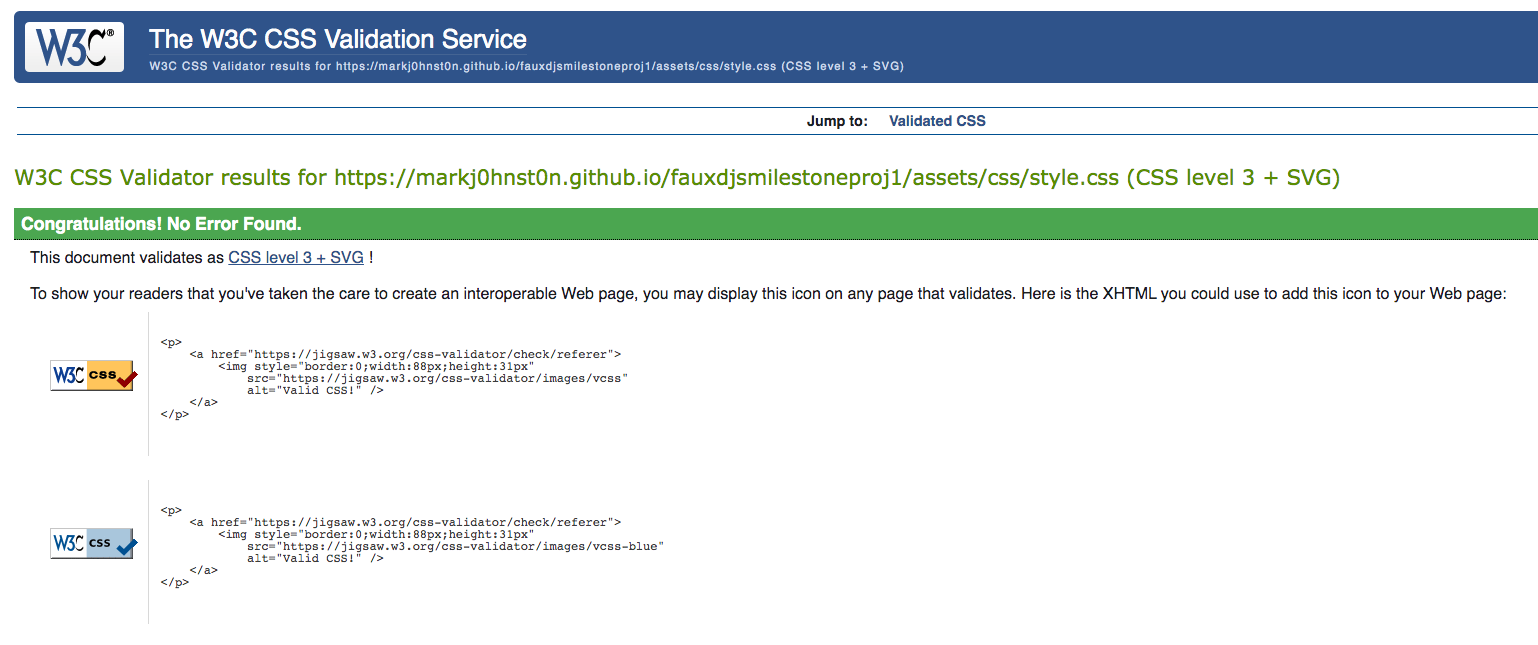 W3C®
The W3C CSS Validation Service
W3C CSS Validator results for https://markj0hnst0n.github.io/fauxdjsmilestoneproj1/assets/css/style.css (CSS level 3 + SVG)
Jump to: Validated CSS
W3C CSS Validator results for https://markj0hnst0n.github.io/fauxdjsmilestoneproj1/assets/css/style.css (CSS level 3 + SVG)
Congratulations! No Error Found.
This document validates as CSS level 3 + SVG !
To show your readers that you've taken the care to create an interoperable Web page, you may display this icon on any page that validates. Here is the XHTML you could use to add this icon to your Web page:
W3C css
<p>
<a href="https://jigsaw.w3.org/css-validator/check/referer">
<img style="border:0;width:88px;height:31px"
src="https://jigsaw.w3.org/css-validator/images/vcss"
alt="Valid CSS!" />
</a>
</p>
W3C css
<p>
<a href="https://jigsaw.w3.org/css-validator/check/referer">
<img style="border:0;width:88px;height:31px"
src="https://jigsaw.w3.org/css-validator/images/vcss-blue"
alt="Valid CSS!" />
</a>
</p>